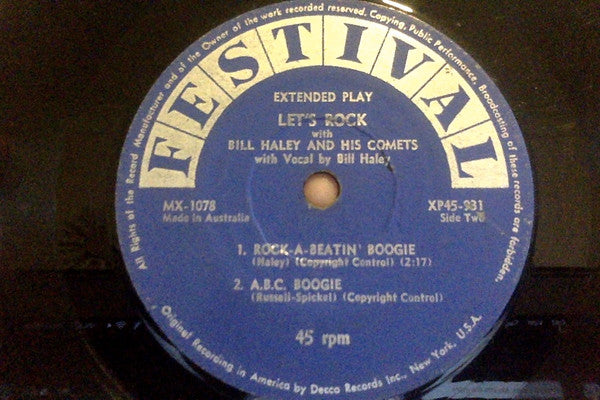 All Rights of the Record Manufacturer and of the Owner of the work recorded reserved. Copying, Public Performance, Broadcasting of these records are forbidden.
FESTIVAL
EXTENDED PLAY
LET'S ROCK
with
BILL HALEY AND HIS COMETS
with Vocal by Bill Haley
MX-1078 XP45-931
Made in Australia Side Two
1. ROCK-A-BEATIN' BOOGIE
(Haley) (Copyright Control) (2:17)
2. A.B.C. BOOGIE
(Russell-Spickel) (Copyright Control)
45 rpm
Original Recording in America by Decca Records Inc., New York, U.S.A.